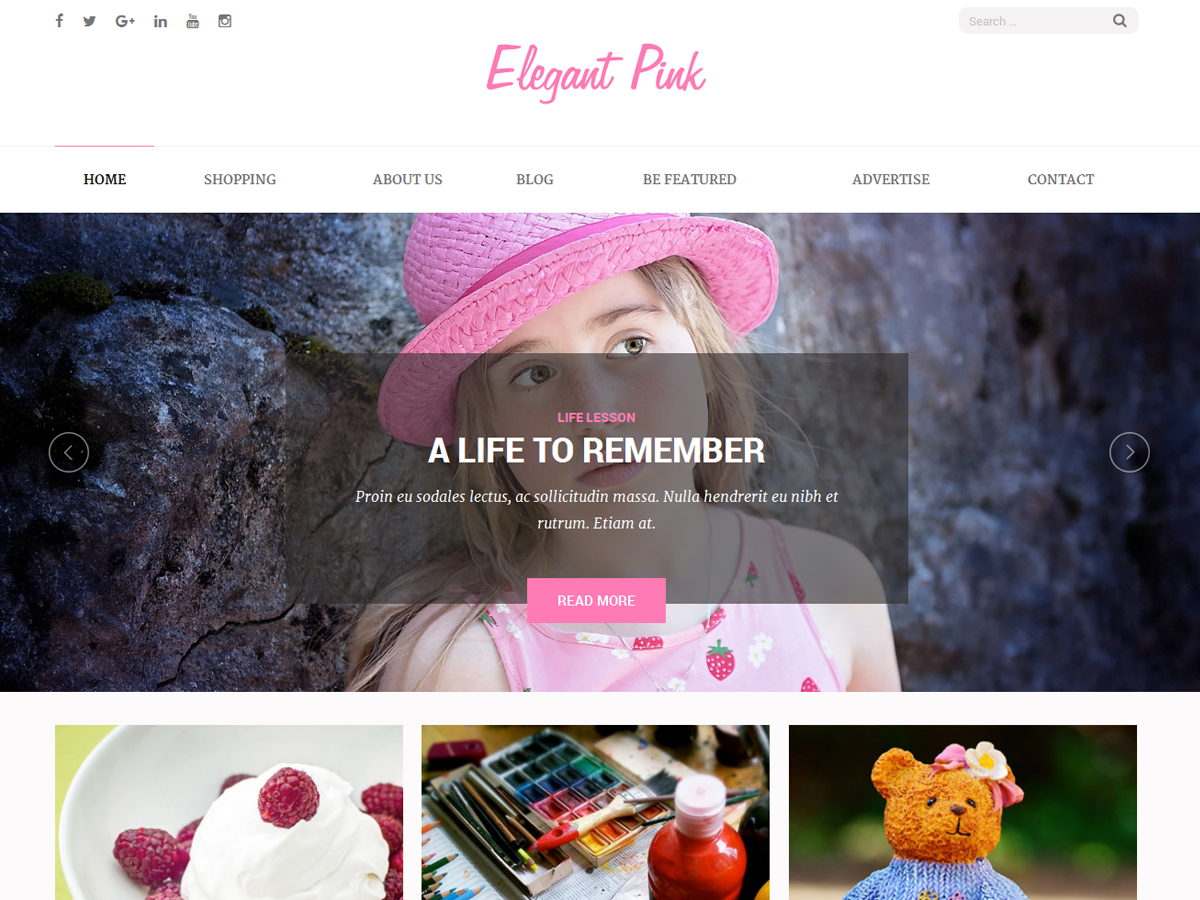 Search ...
Elegant Pink
HOME SHOPPING ABOUT US BLOG BE FEATURED ADVERTISE CONTACT
LIFE LESSON
A LIFE TO REMEMBER
Proin eu sodales lectus, ac sollicitudin massa. Nulla hendrerit eu nibh et
rutrum. Etiam at.
READ MORE